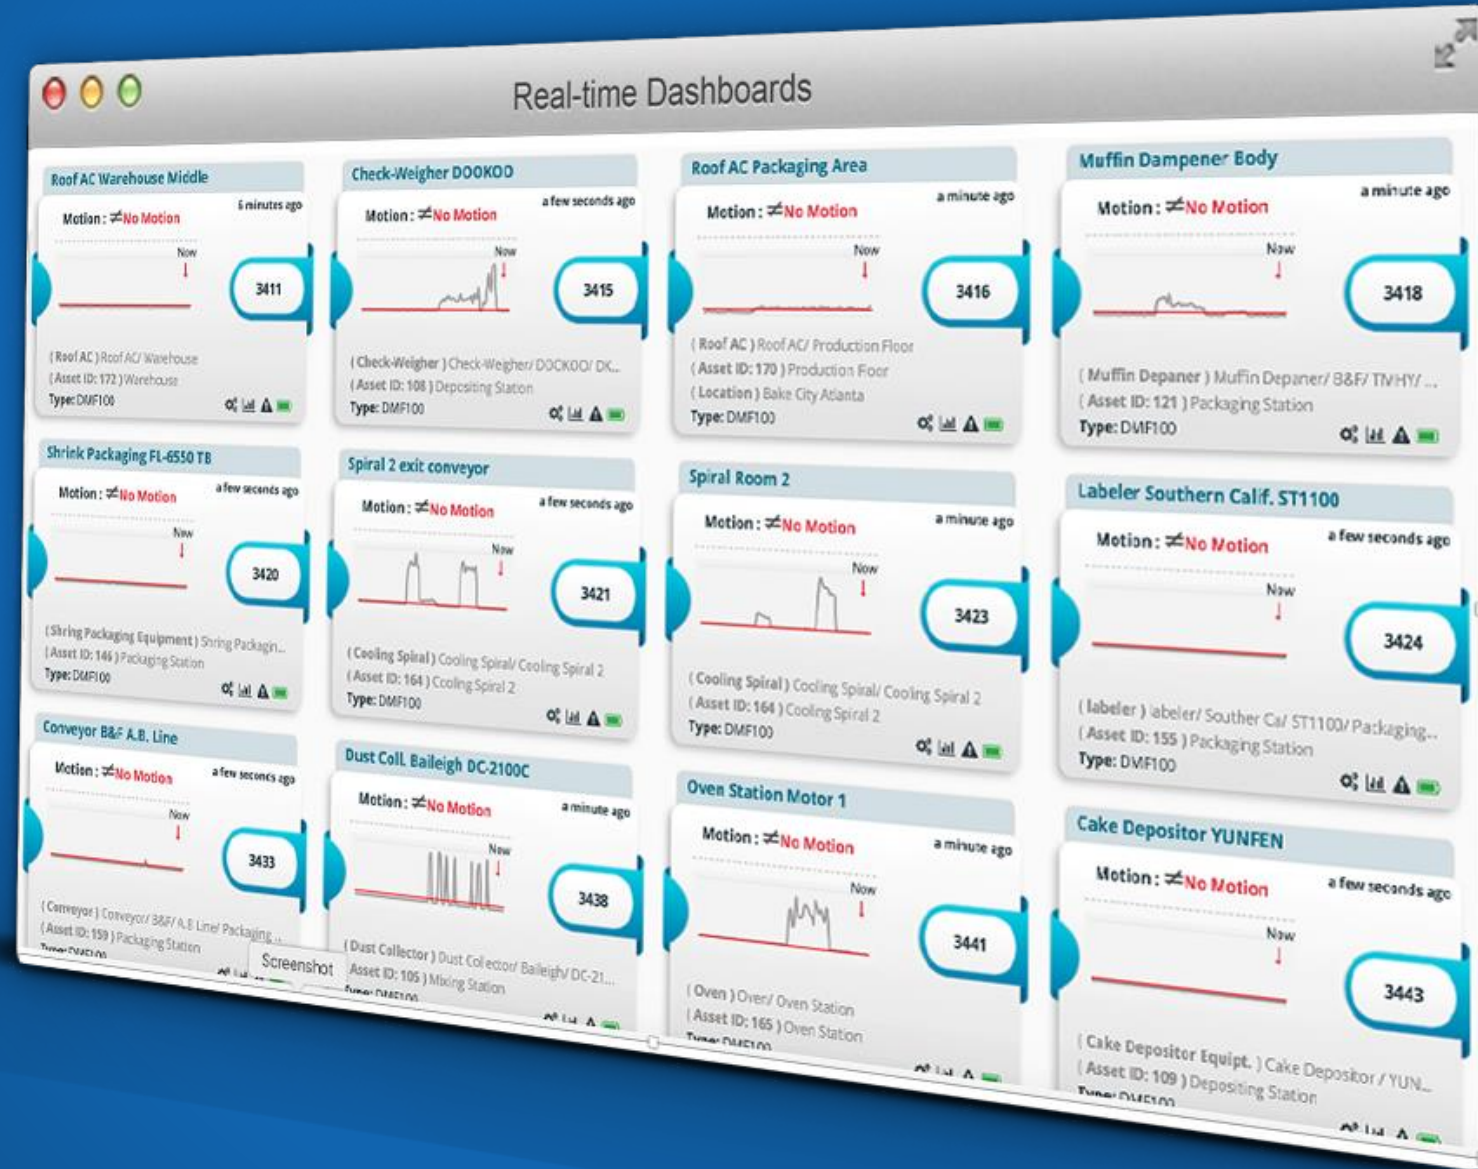 Real-time Dashboards
Roof AC Warehouse Middle
6 minutes ago
Motion : ≠No Motion
Now
3411
( Roof AC ) Roof AC/ Warehouse
( Asset ID: 172 ) Warehouse
Type: DMF100
Check-Weigher DOOKOO
a few seconds ago
Motion : ≠No Motion
Now
3415
( Check-Weigher ) Check-Weigher/ DOOKOO/ DK...
( Asset ID: 108 ) Depositing Station
Type: DMF100
Roof AC Packaging Area
a minute ago
Motion : ≠No Motion
Now
3416
( Roof AC ) Roof AC/ Production Floor
( Asset ID: 170 ) Production Floor
( Location ) Bake City Atlanta
Type: DMF100
Muffin Dampener Body
a minute ago
Motion : ≠No Motion
Now
3418
( Muffin Depaner ) Muffin Depaner/ B&F/ TMHY/ ...
( Asset ID: 121 ) Packaging Station
Type: DMF100
Shrink Packaging FL-6550 TB
a few seconds ago
Motion : ≠No Motion
Now
3420
( Shring Packaging Equipment ) Shring Packagin...
( Asset ID: 146 ) Packaging Station
Type: DMF100
Spiral 2 exit conveyor
a few seconds ago
Motion : ≠No Motion
Now
3421
( Cooling Spiral ) Cooling Spiral/ Cooling Spiral 2
( Asset ID: 164 ) Cooling Spiral 2
Type: DMF100
Spiral Room 2
a minute ago
Motion : ≠No Motion
Now
3423
( Cooling Spiral ) Cooling Spiral/ Cooling Spiral 2
( Asset ID: 164 ) Cooling Spiral 2
Type: DMF100
Labeler Southern Calif. ST1100
a few seconds ago
Motion : ≠No Motion
Now
3424
( labeler ) labeler/ Souther Ca/ ST1100/ Packaging...
( Asset ID: 155 ) Packaging Station
Type: DMF100
Conveyor B&F A.B. Line
a few seconds ago
Motion : ≠No Motion
Now
3433
( Conveyor ) Conveyor/ B&F/ A.B Line/ Packaging ...
( Asset ID: 159 ) Packaging Station
Type: DMF100
Screenshot
Dust Coll. Baileigh DC-2100C
a minute ago
Motion : ≠No Motion
Now
3438
( Dust Collector ) Dust Collector/ Baileigh/ DC-21...
Asset ID: 105 ) Mixing Station
Type: DMF100
Oven Station Motor 1
a minute ago
Motion : ≠No Motion
Now
3441
( Oven ) Oven/ Oven Station
( Asset ID: 165 ) Oven Station
Type: DMF100
Cake Depositor YUNFEN
a few seconds ago
Motion : ≠No Motion
Now
3443
( Cake Depositor Equipt. ) Cake Depositor / YUN...
( Asset ID: 109 ) Depositing Station
Type: DMF100